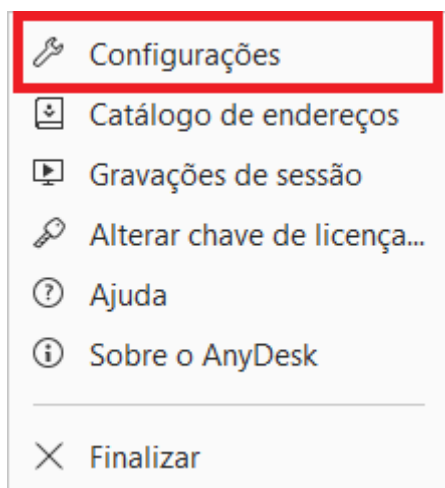 Configurações
Catálogo de endereços
Gravações de sessão
Alterar chave de licença...
Ajuda
Sobre o AnyDesk
Finalizar